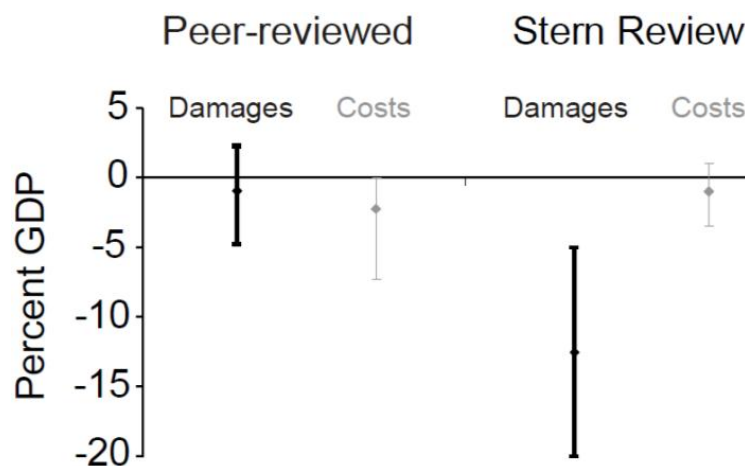 Peer-reviewed Stern Review
Damages Costs Damages Costs
Percent GDP
5
0
-5
-10
-15
-20